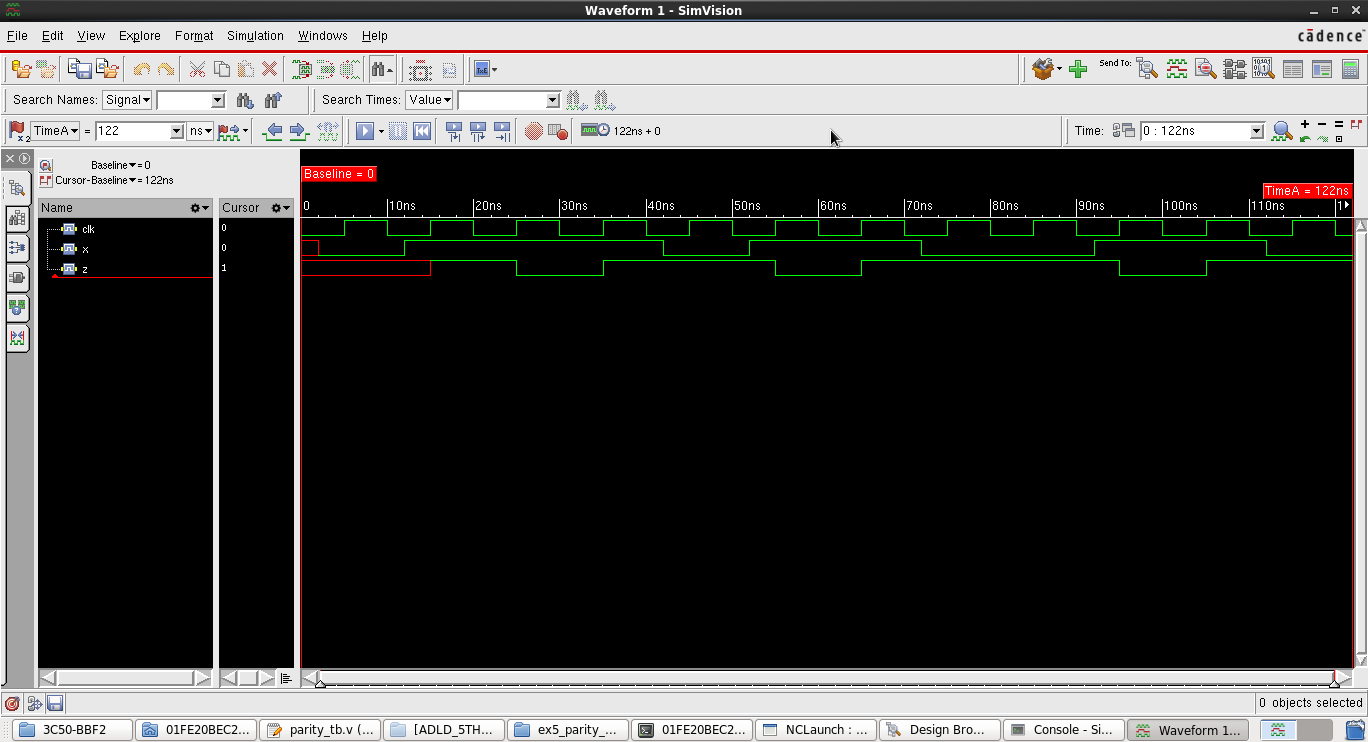 Waveform 1 - SimVision
File Edit View Explore Format Simulation Windows Help
cādence
Send To:
Search Names: Signal Search Times: Value
TimeA = 122 ns 122ns + 0 Time: 0 : 122ns
Baseline = 0
Cursor-Baseline = 122ns
Baseline = 0
TimeA = 122ns
Name Cursor
0 10ns 20ns 30ns 40ns 50ns 60ns 70ns 80ns 90ns 100ns 110ns 1
clk 0
x 0
z 1
0 objects selected
3C50-BBF2 01FE20BEC2... parity_tb.v (... [ADLD_5TH... ex5_parity_... 01FE20BEC2... NCLaunch : ... Design Bro... Console - Si... Waveform 1...